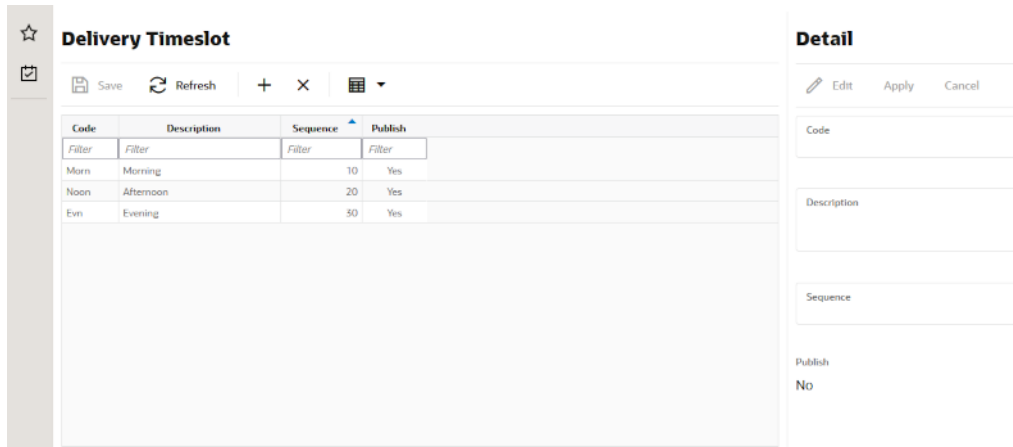 Delivery Timeslot
Save Refresh
Code Description Sequence Publish
Filter Filter Filter Filter
Morn Morning 10 Yes
Noon Afternoon 20 Yes
Evn Evening 30 Yes
Detail
Edit Apply Cancel
Code
Description
Sequence
Publish
No